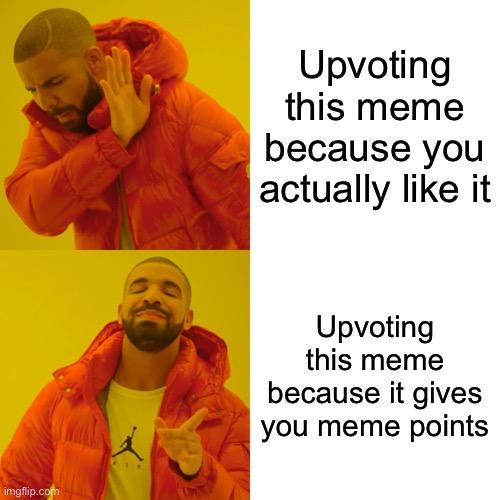 Upvoting
this meme
because you
actually like it
Upvoting
this meme
because it gives
you meme points
imgflip.com